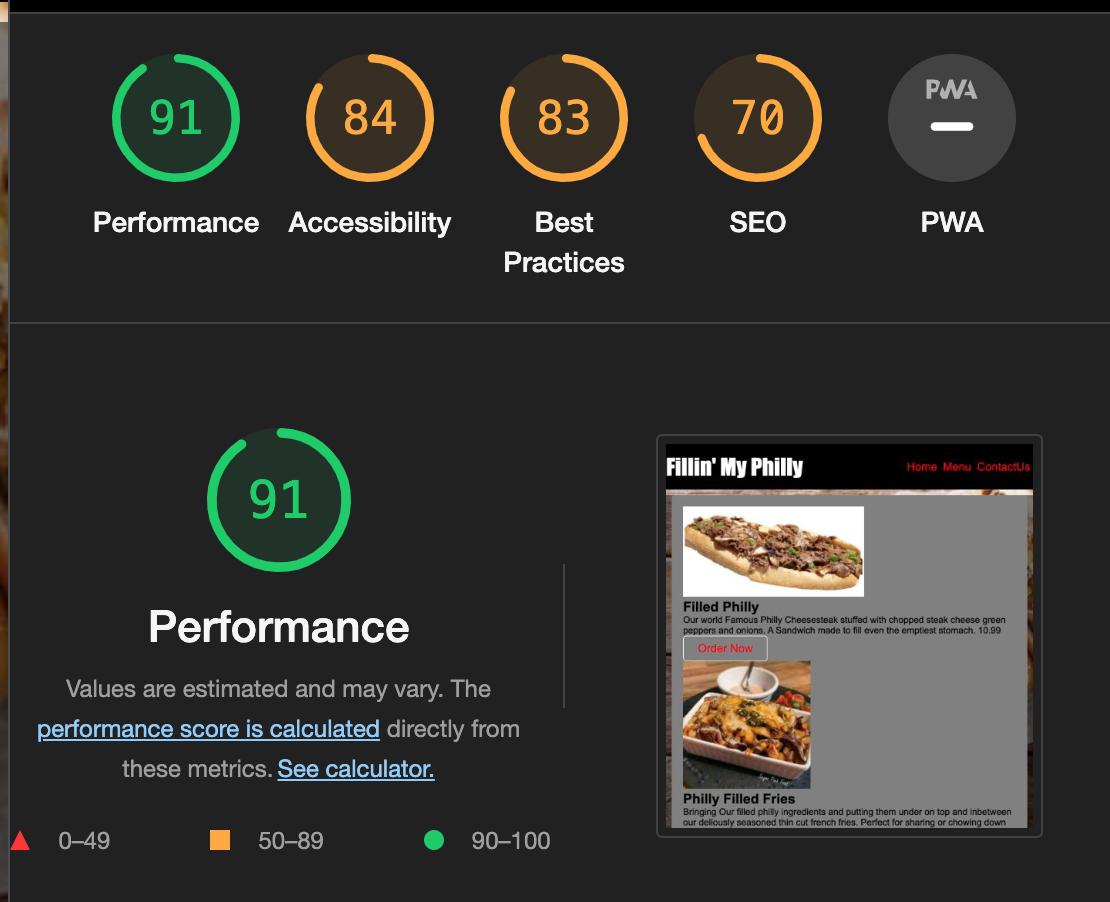 91
84
83
70
PWA
Performance
Accessibility
Best
Practices
SEO
PWA
91
Performance
Values are estimated and may vary. The
performance score is calculated directly from
these metrics. See calculator.
0–49
50–89
90–100
Fillin' My Philly
Home Menu ContactUs
Filled Philly
Our world Famous Philly Cheesesteak stuffed with chopped steak cheese green
peppers and onions. A Sandwich made to fill even the emptiest stomach. 10.99
Order Now
Philly Filled Fries
Bringing Our filled philly ingredients and putting them under on top and inbetween
our deliously seasoned thin cut french fries. Perfect for sharing or chowing down